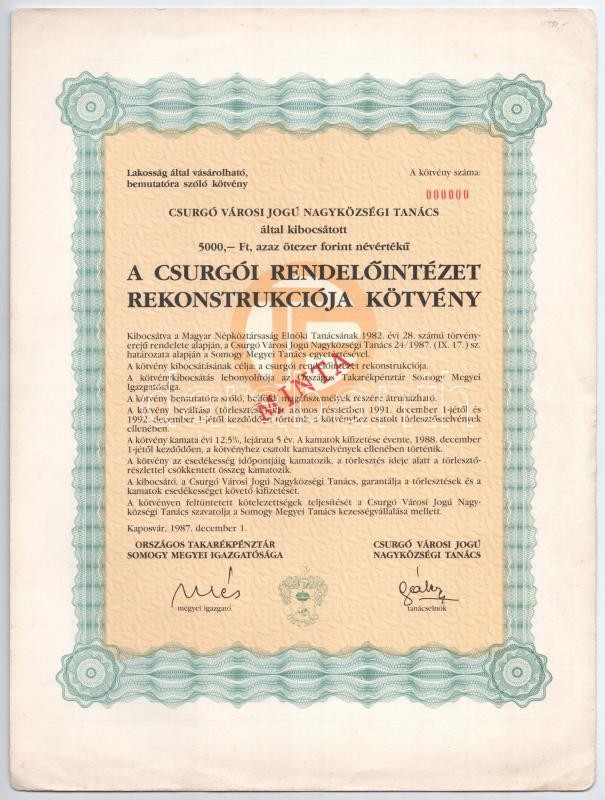 Lakosság által vásárolható,
bemutatóra szóló kötvény
A kötvény száma:
000000
CSURGÓ VÁROSI JOGÚ NAGYKÖZSÉGI TANÁCS
által kibocsátott
5000,— Ft, azaz ötezer forint névértékű
A CSURGÓI RENDELŐINTÉZET
REKONSTRUKCIÓJA KÖTVÉNY
Kibocsátva a Magyar Népköztársaság Elnöki Tanácsának 1982. évi 28. számú törvény-
erejű rendelete alapján, a Csurgó Városi Jogú Nagyközségi Tanács 24/1987. (IX. 17.) sz.
határozata alapján a Somogy Megyei Tanács egyetértésével.
A kötvény kibocsátásának célja: a csurgói rendelőintézet rekonstrukciója.
A kötvénykibocsátás lebonyolítója az Országos Takarékpénztár Somogy Megyei
Igazgatósága.
A kötvény bemutatóra szóló, belföldi magánszemélyek részére átruházható.
A kötvény beváltása (törlesztése) két azonos részletben 1991. december 1-jétől és
1992. december 1-jétől kezdődően történik, a kötvényhez csatolt törlesztőszelvények
ellenében.
A kötvény kamata évi 12,5%, lejárata 5 év. A kamatok kifizetése évente, 1988. december
1-jétől kezdődően, a kötvényhez csatolt kamatszelvények ellenében történik.
A kötvény az esedékesség időpontjáig kamatozik, a törlesztés ideje alatt a törlesztő-
részlettel csökkentett összeg kamatozik.
A kibocsátó, a Csurgó Városi Jogú Nagyközségi Tanács, garantálja a törlesztések és a
kamatok esedékességet követő kifizetését.
A kötvényen feltüntetett kötelezettségek teljesítését a Csurgó Városi Jogú Nagy-
községi Tanács szavatolja a Somogy Megyei Tanács kezességvállalása mellett.
MINTA
Kaposvár, 1987. december 1.
ORSZÁGOS TAKARÉKPÉNZTÁR
SOMOGY MEGYEI IGAZGATÓSÁGA
CSURGÓ VÁROSI JOGÚ
NAGYKÖZSÉGI TANÁCS
megyei igazgató
tanácselnök